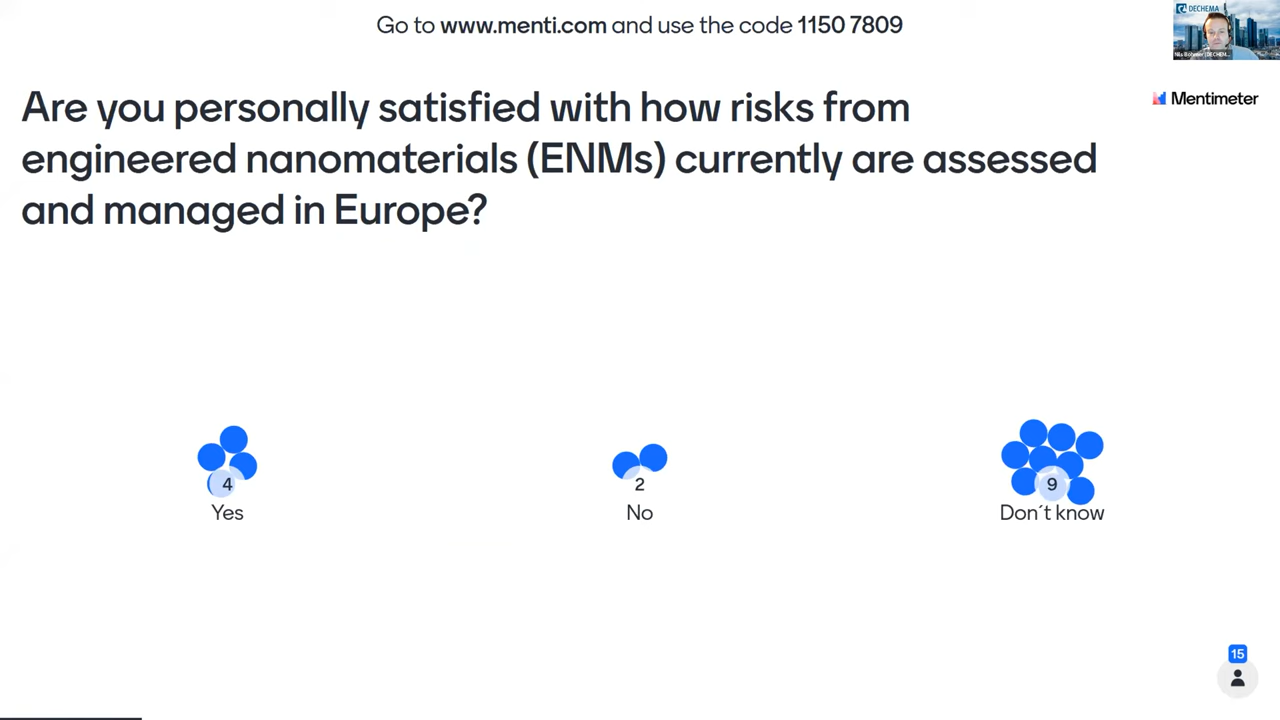 Go to www.menti.com and use the code 1150 7809
DECHEMA
Mentimeter
Are you personally satisfied with how risks from
engineered nanomaterials (ENMs) currently are assessed
and managed in Europe?
4
2
9
Yes
No
Don´t know
15